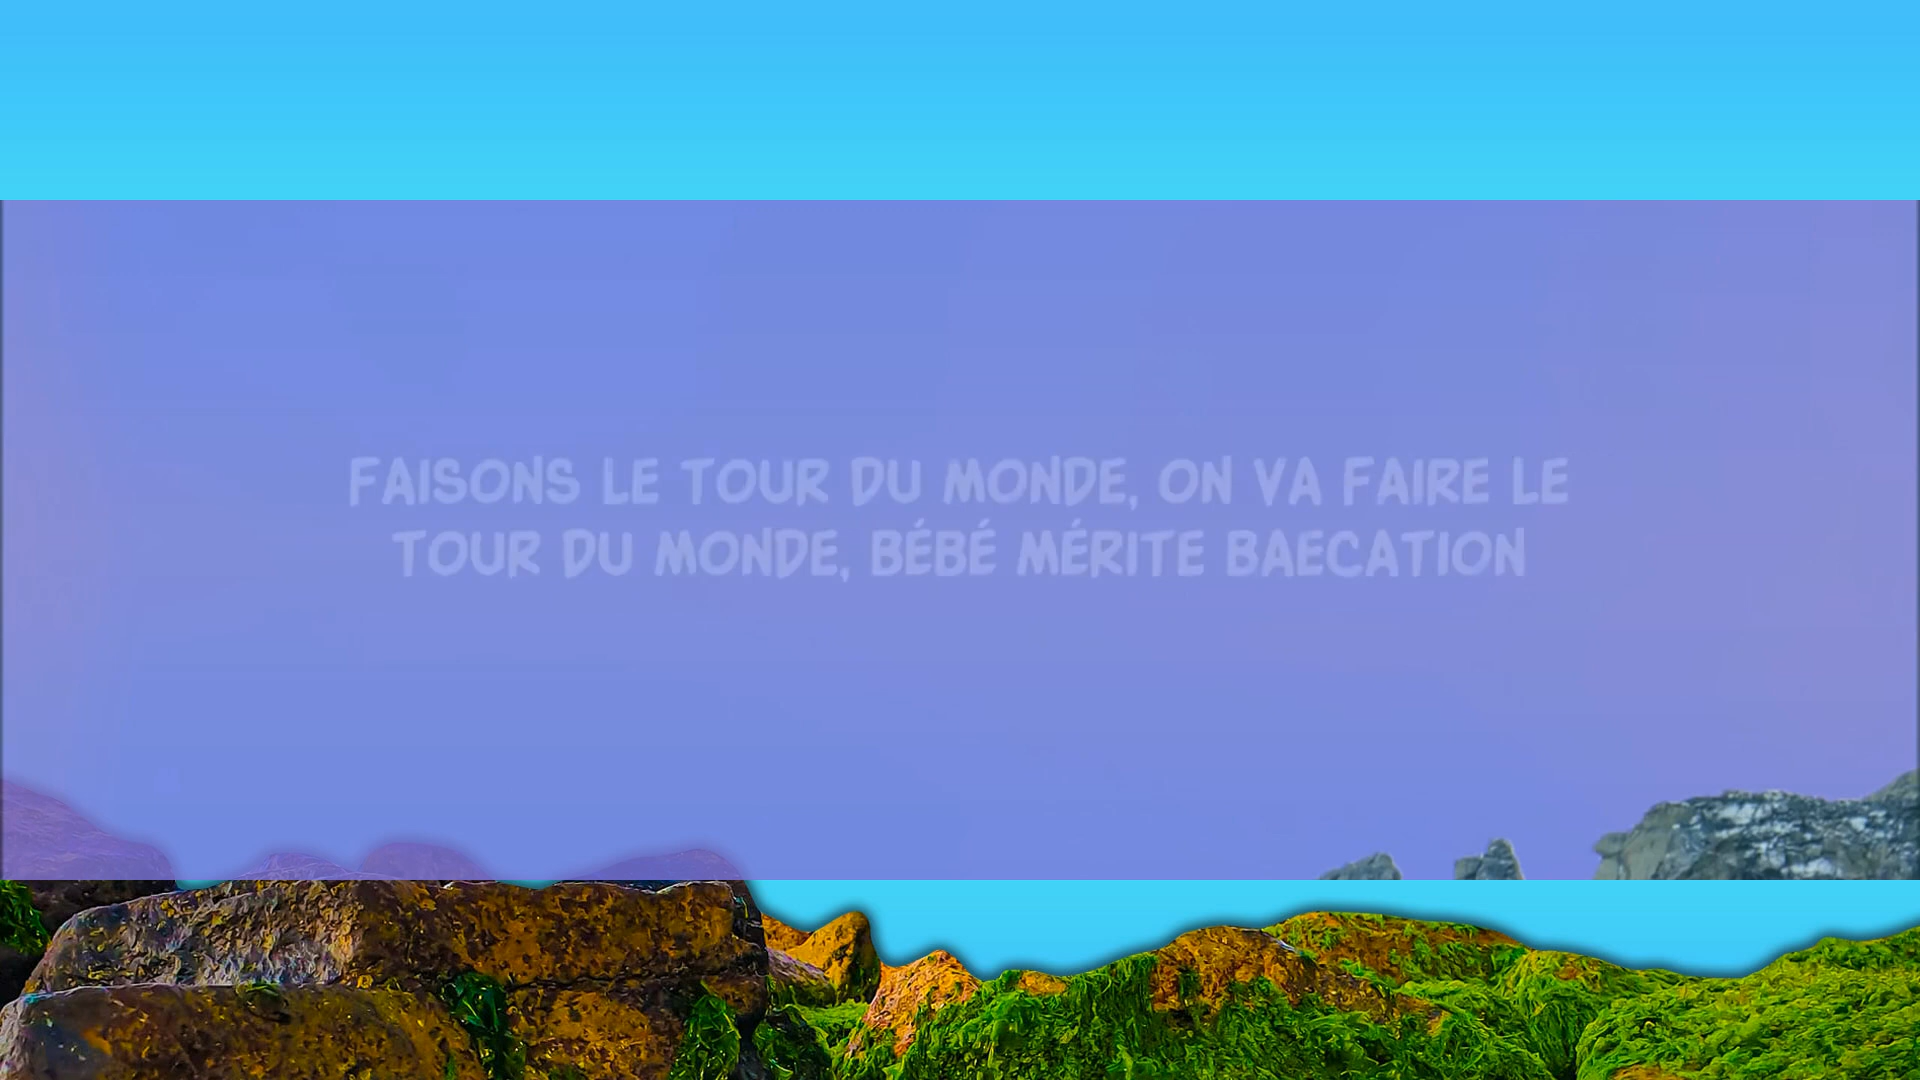 FAISONS LE TOUR DU MONDE, ON VA FAIRE LE
TOUR DU MONDE, BÉBÉ MÉRITE BAECATION